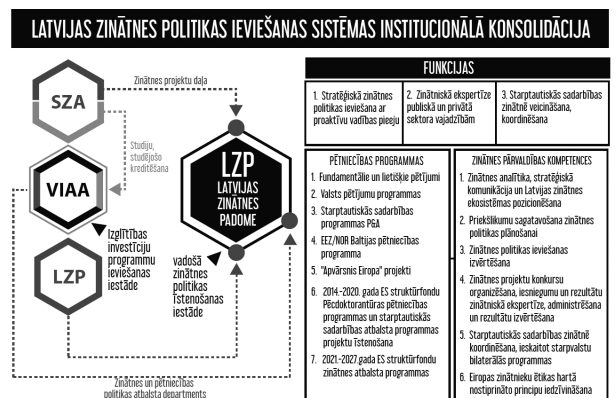 LATVIJAS ZINĀTNES POLITIKAS IEVIEŠANAS SISTĒMAS INSTITUCIONĀLĀ KONSOLIDĀCIJA
SZA
Zinātnes projektu daļa
Studiju,
studējošo
kreditēšana
VIAA
Izglītības
investīciju
programmu
ieviešanas
iestāde
LZP
LZP
LATVIJAS
ZINĀTNES
PADOME
vadošā
zinātnes
politikas
īstenošanas
iestāde
Zinātnes un pētniecības
politikas atbalsta departments
FUNKCIJAS
1. Stratēģiskā zinātnes
politikas ieviešana ar
proaktīvu vadības pieeju
2. Zinātniskā ekspertīze
publiskā un privātā
sektora vajadzībām
3. Starptautiskās sadarbības
zinātnē veicināšana,
koordinēšana
PĒTNIECĪBAS PROGRAMMAS
1. Fundamentālie un lietišķie pētījumi
2. Valsts pētījumu programmas
3. Starptautiskās sadarbības
programmas P&A
4. EEZ/NOR Baltijas pētniecības
programma
5. "Apvārsnis Eiropa" projekti
6. 2014.-2020. gada ES struktūrfondu
Pēcdoktorantūras pētniecības
programmas un starptautiskās
sadarbības atbalsta programmas
projektu īstenošana
7. 2021-2027.gada ES struktūrfondu
zinātnes atbalsta programmas
ZINĀTNES PĀRVALDĪBAS KOMPETENCES
1. Zinātnes analītika, stratēģiskā
komunikācija un Latvijas zinātnes
ekosistēmas pozicionēšana
2. Priekšlikumu sagatavošana zinātnes
politikas plānošanai
3. Zinātnes politikas ieviešanas
izvērtēšana
4. Zinātnes projektu konkursu
organizēšana, iesniegumu un rezultātu
zinātniskā ekspertīze, administrēšana
un rezultātu izvērtēšana
5. Starptautiskās sadarbības zinātnē
koordinēšana, ieskaitot starpvalstu
bilaterālās programmas
6. Eiropas zinātnieku ētikas hartā
nostiprināto principu iedzīvināšana